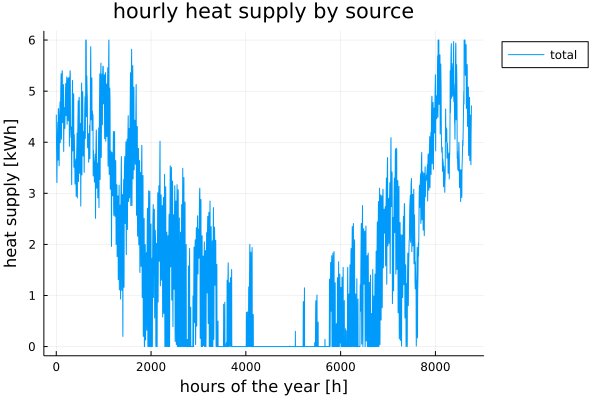 hourly heat supply by source
total
heat supply [kWh]
6
5
4
3
2
1
0
0 2000 4000 6000 8000
hours of the year [h]